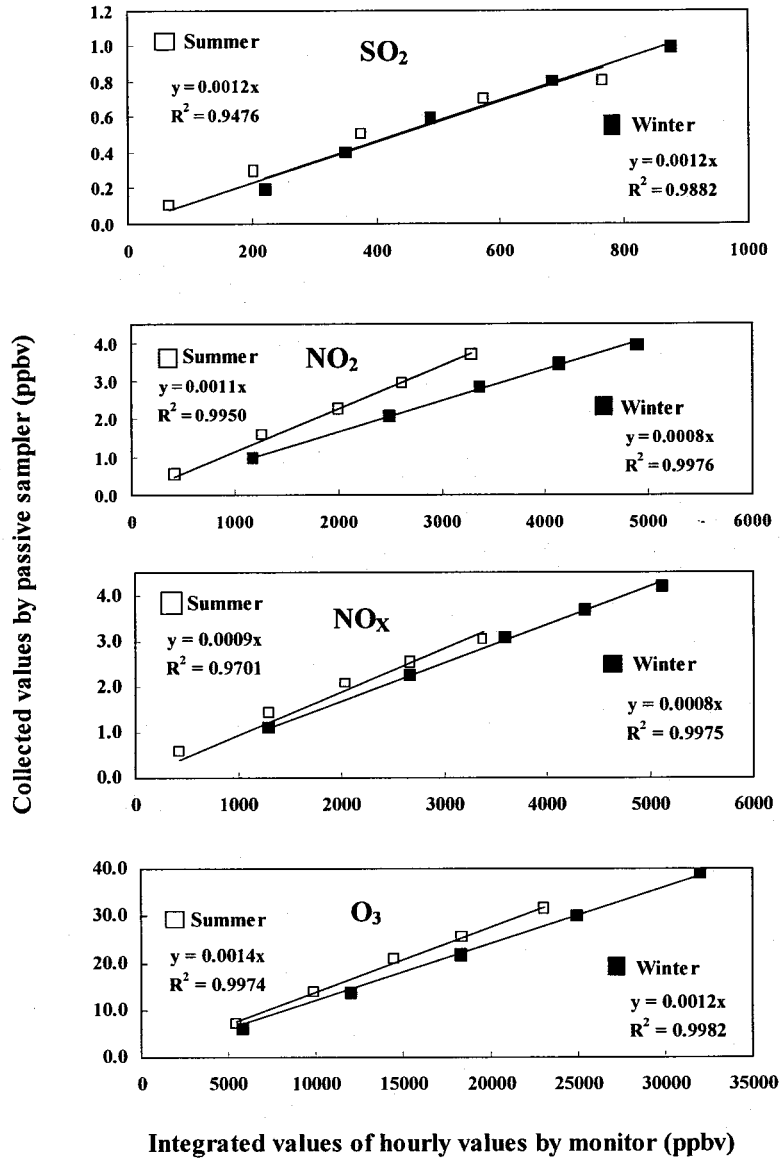 Collected values by passive sampler (ppbv)
1.2
1.0
0.8
0.6
0.4
0.2
0.0
Summer
SO2
y = 0.0012x
R2 = 0.9476
Winter
y = 0.0012x
R2 = 0.9882
0 200 400 600 800 1000
4.0
3.0
2.0
1.0
0.0
Summer
NO2
y = 0.0011x
R2 = 0.9950
Winter
y = 0.0008x
R2 = 0.9976
0 1000 2000 3000 4000 5000 6000
4.0
3.0
2.0
1.0
0.0
Summer
NOX
y = 0.0009x
R2 = 0.9701
Winter
y = 0.0008x
R2 = 0.9975
0 1000 2000 3000 4000 5000 6000
40.0
30.0
20.0
10.0
0.0
Summer
O3
y = 0.0014x
R2 = 0.9974
Winter
y = 0.0012x
R2 = 0.9982
0 5000 10000 15000 20000 25000 30000 35000
Integrated values of hourly values by monitor (ppbv)